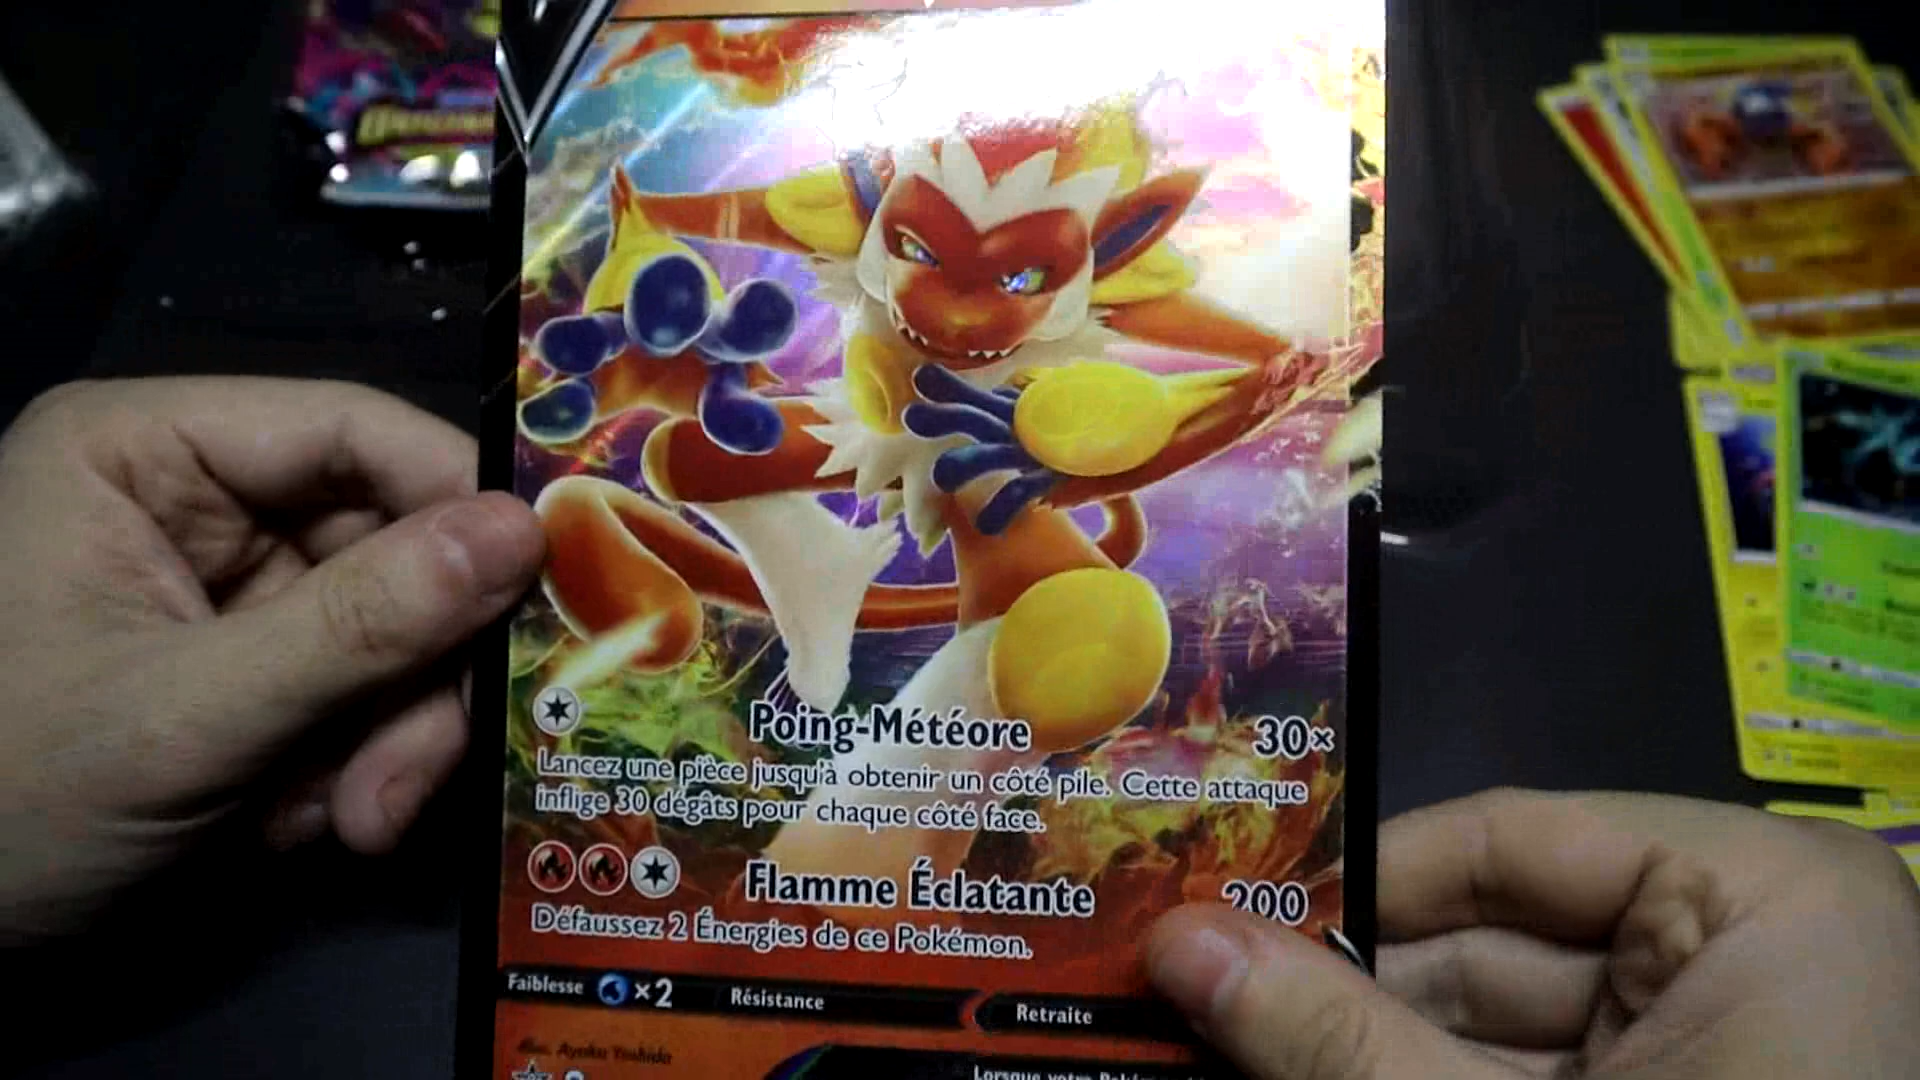 Poing-Météore 30×
Lancez une pièce jusqu'à obtenir un côté pile. Cette attaque
inflige 30 dégâts pour chaque côté face.
Flamme Éclatante 200
Défaussez 2 Énergies de ce Pokémon.
Faiblesse ×2 Résistance Retraite
Illus. Ayaka Yoshida
Lorsque votre